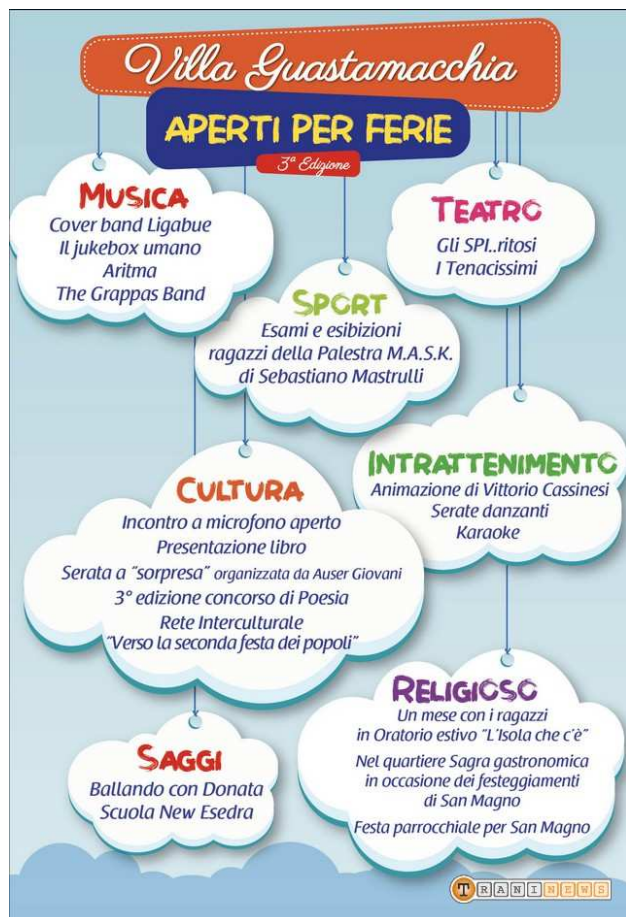 Villa Guastamacchia
APERTI PER FERIE
3ª Edizione
MUSICA
Cover band Ligabue
Il jukebox umano
Aritma
The Grappas Band
TEATRO
Gli SPI..ritosi
I Tenacissimi
SPORT
Esami e esibizioni
ragazzi della Palestra M.A.S.K.
di Sebastiano Mastrulli
INTRATTENIMENTO
Animazione di Vittorio Cassinesi
Serate danzanti
Karaoke
CULTURA
Incontro a microfono aperto
Presentazione libro
Serata a “sorpresa” organizzata da Auser Giovani
3° edizione concorso di Poesia
Rete Interculturale
"Verso la seconda festa dei popoli"
RELIGIOSO
Un mese con i ragazzi
in Oratorio estivo “L'Isola che c'è”
Nel quartiere Sagra gastronomica
in occasione dei festeggiamenti
di San Magno
Festa parrocchiale per San Magno
SAGGI
Ballando con Donata
Scuola New Esedra
TRANINEWS